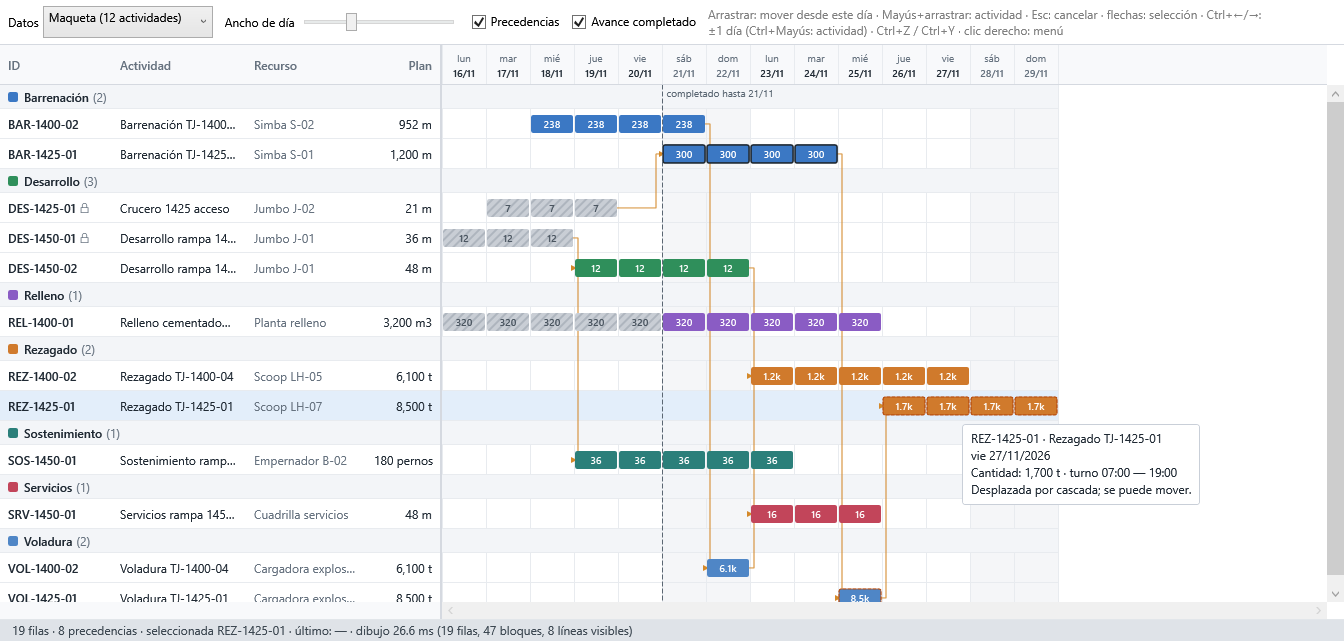 Datos Maqueta (12 actividades) Ancho de día Precedencias Avance completado Arrastrar: mover desde este día · Mayús+arrastrar: actividad · Esc: cancelar · flechas: selección · Ctrl+←/→:
±1 día (Ctrl+Mayús: actividad) · Ctrl+Z / Ctrl+Y · clic derecho: menú
ID Actividad Recurso Plan
lun mar mié jue vie sáb dom lun mar mié jue vie sáb dom
16/11 17/11 18/11 19/11 20/11 21/11 22/11 23/11 24/11 25/11 26/11 27/11 28/11 29/11
Barrenación (2) completado hasta 21/11
BAR-1400-02 Barrenación TJ-1400... Simba S-02 952 m 238 238 238 238
BAR-1425-01 Barrenación TJ-1425... Simba S-01 1,200 m 300 300 300 300
Desarrollo (3)
DES-1425-01 Crucero 1425 acceso Jumbo J-02 21 m 7 7 7
DES-1450-01 Desarrollo rampa 14... Jumbo J-01 36 m 12 12 12
DES-1450-02 Desarrollo rampa 14... Jumbo J-01 48 m 12 12 12 12
Relleno (1)
REL-1400-01 Relleno cementado... Planta relleno 3,200 m3 320 320 320 320 320 320 320 320 320 320
Rezagado (2)
REZ-1400-02 Rezagado TJ-1400-04 Scoop LH-05 6,100 t 1.2k 1.2k 1.2k 1.2k 1.2k
REZ-1425-01 Rezagado TJ-1425-01 Scoop LH-07 8,500 t 1.7k 1.7k 1.7k 1.7k
Sostenimiento (1)
REZ-1425-01 · Rezagado TJ-1425-01
vie 27/11/2026
Cantidad: 1,700 t · turno 07:00 — 19:00
Desplazada por cascada; se puede mover.
SOS-1450-01 Sostenimiento ramp... Empernador B-02 180 pernos 36 36 36 36 36
Servicios (1)
SRV-1450-01 Servicios rampa 145... Cuadrilla servicios 48 m 16 16 16
Voladura (2)
VOL-1400-02 Voladura TJ-1400-04 Cargadora explos... 6,100 t 6.1k
VOL-1425-01 Voladura TJ-1425-01 Cargadora explos... 8,500 t 8.5k
19 filas · 8 precedencias · seleccionada REZ-1425-01 · último: — · dibujo 26.6 ms (19 filas, 47 bloques, 8 líneas visibles)